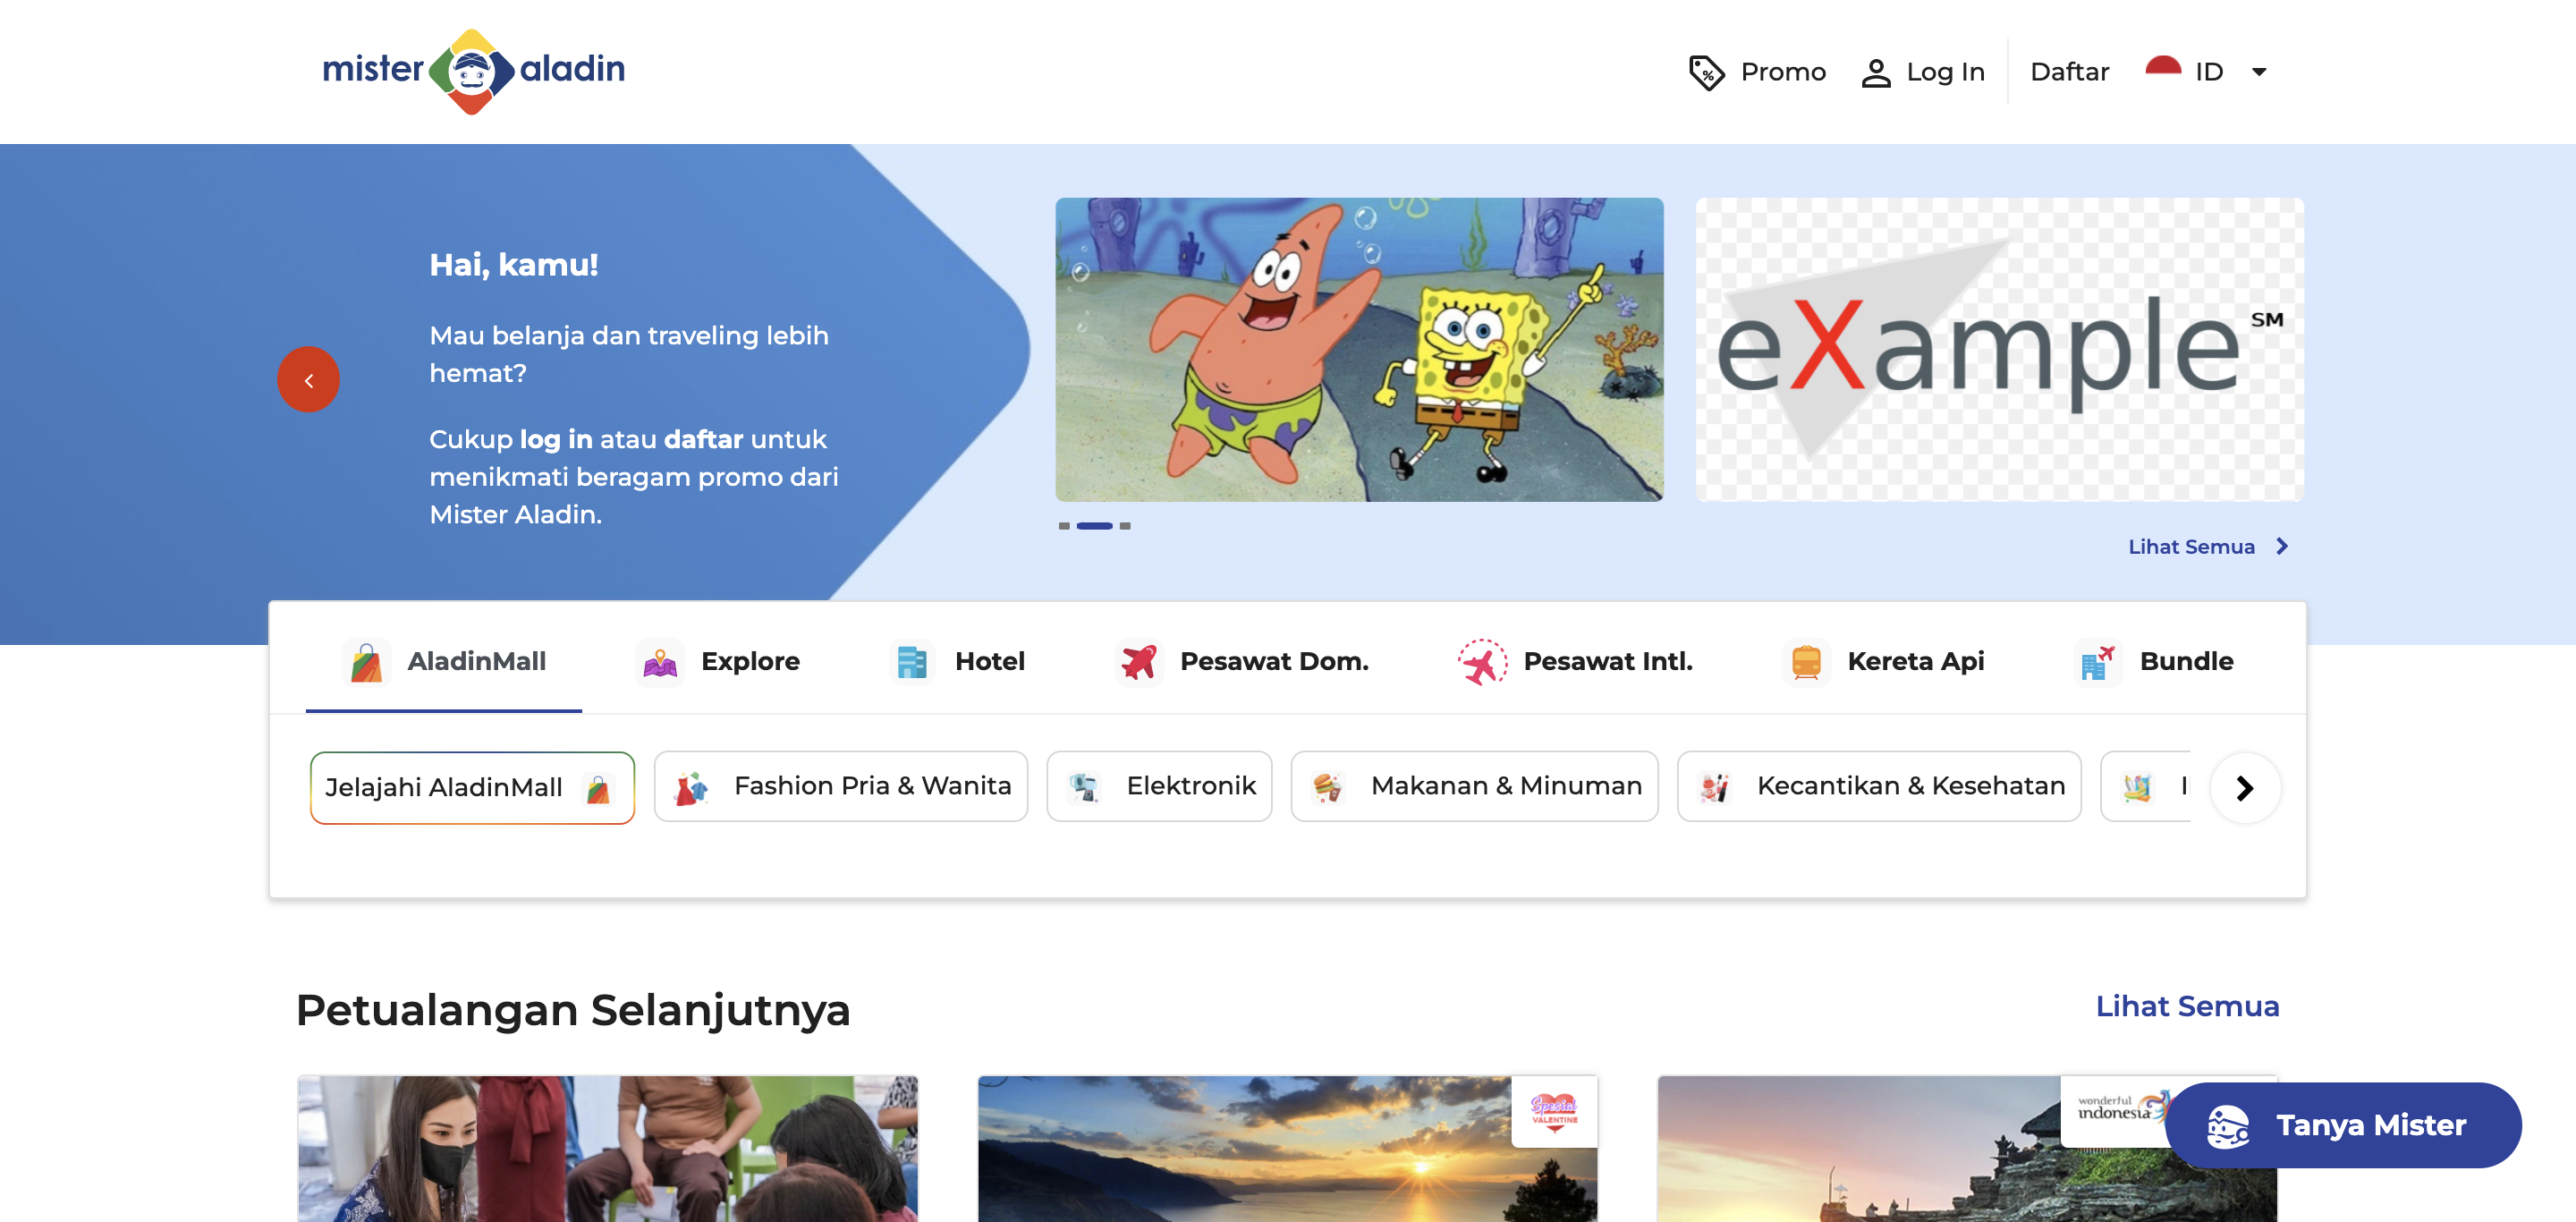 mister aladin
Promo
Log In
Daftar
ID
Hai, kamu!
Mau belanja dan traveling lebih
hemat?
Cukup log in atau daftar untuk
menikmati beragam promo dari
Mister Aladin.
eXample SM
Lihat Semua
AladinMall
Explore
Hotel
Pesawat Dom.
Pesawat Intl.
Kereta Api
Bundle
Jelajahi AladinMall
Fashion Pria & Wanita
Elektronik
Makanan & Minuman
Kecantikan & Kesehatan
Petualangan Selanjutnya
Lihat Semua
Spesial
VALENTINE
wonderful
indonesia
Tanya Mister